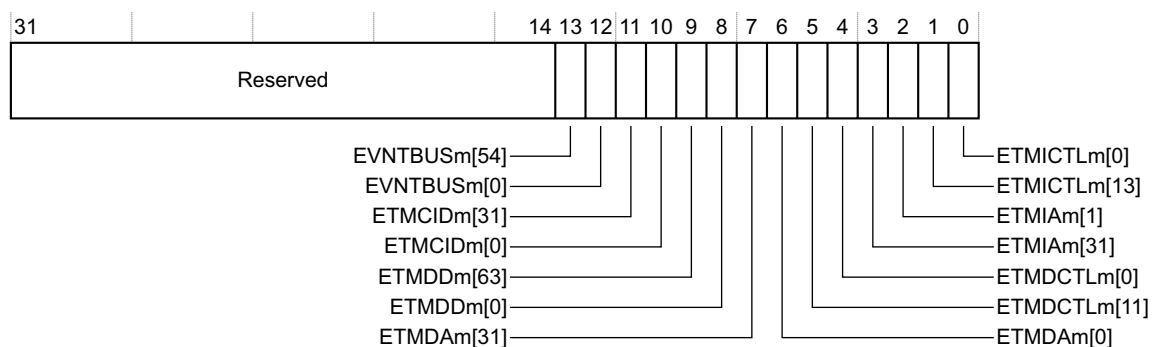 31 14 13 12 11 10 9 8 7 6 5 4 3 2 1 0
Reserved
EVNTBUSm[54] ETMICTLm[0]
EVNTBUSm[0] ETMICTLm[13]
ETMCIDm[31] ETMIAm[1]
ETMCIDm[0] ETMIAm[31]
ETMDDm[63] ETMDCTLm[0]
ETMDDm[0] ETMDCTLm[11]
ETMDAm[31] ETMDAm[0]